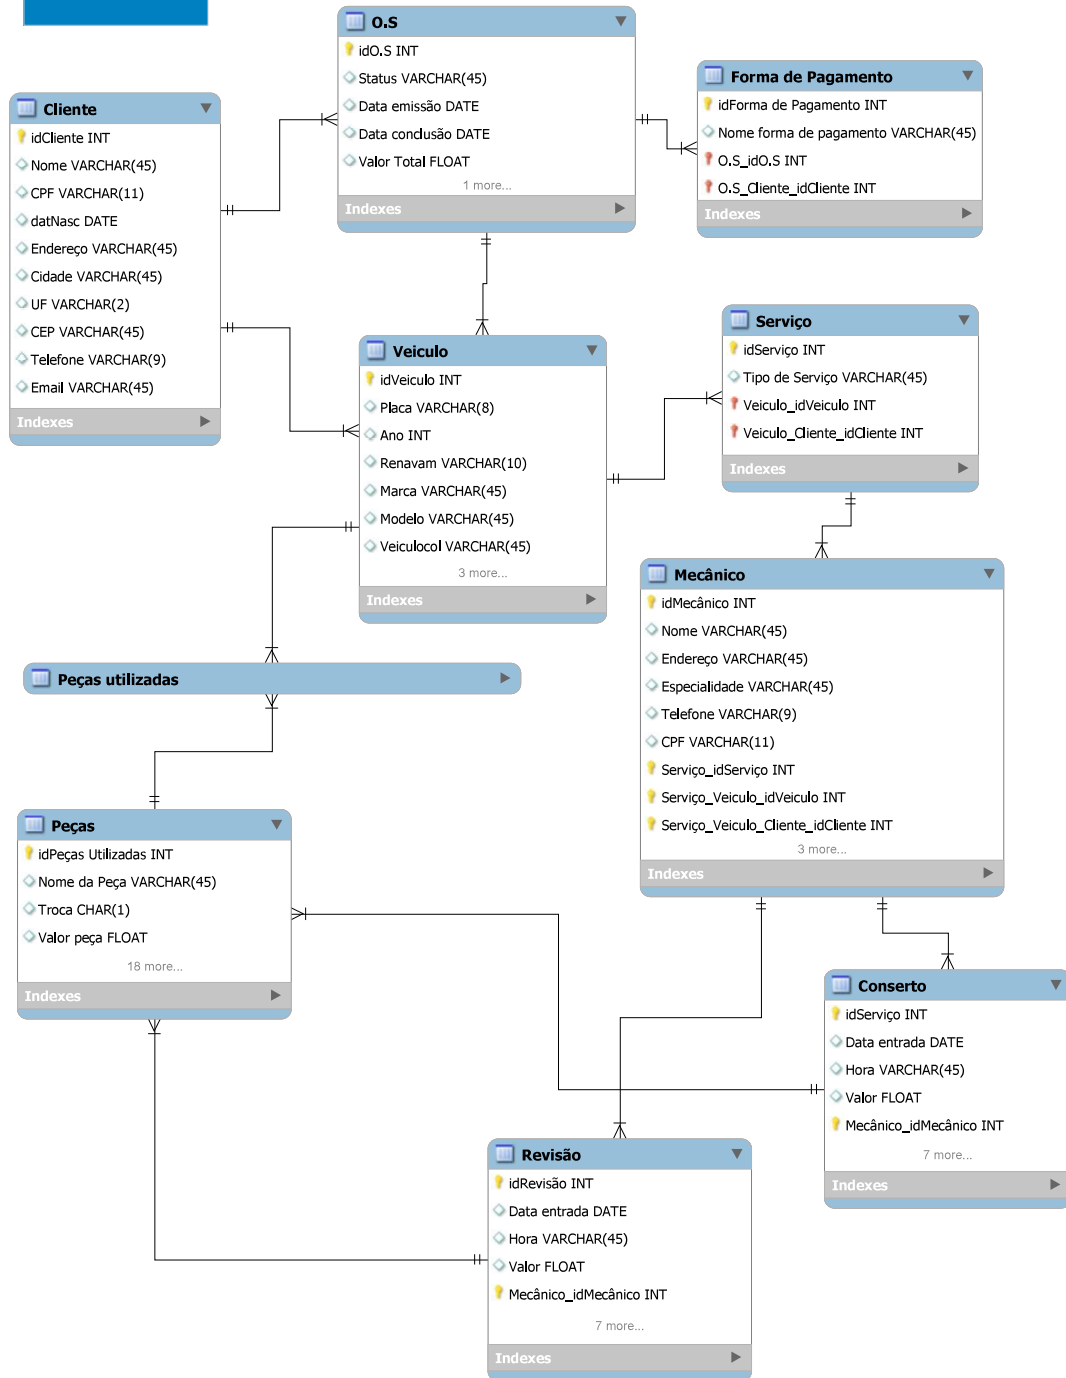 O.S
idO.S INT
Status VARCHAR(45)
Data emissão DATE
Data conclusão DATE
Valor Total FLOAT
1 more...
Indexes
Forma de Pagamento
idForma de Pagamento INT
Nome forma de pagamento VARCHAR(45)
O.S_idO.S INT
O.S_Cliente_idCliente INT
Indexes
Cliente
idCliente INT
Nome VARCHAR(45)
CPF VARCHAR(11)
datNasc DATE
Endereço VARCHAR(45)
Cidade VARCHAR(45)
UF VARCHAR(2)
CEP VARCHAR(45)
Telefone VARCHAR(9)
Email VARCHAR(45)
Indexes
Veiculo
idVeiculo INT
Placa VARCHAR(8)
Ano INT
Renavam VARCHAR(10)
Marca VARCHAR(45)
Modelo VARCHAR(45)
Veiculocol VARCHAR(45)
3 more...
Indexes
Serviço
idServiço INT
Tipo de Serviço VARCHAR(45)
Veiculo_idVeiculo INT
Veiculo_Cliente_idCliente INT
Indexes
Mecânico
idMecânico INT
Nome VARCHAR(45)
Endereço VARCHAR(45)
Especialidade VARCHAR(45)
Telefone VARCHAR(9)
CPF VARCHAR(11)
Serviço_idServiço INT
Serviço_Veiculo_idVeiculo INT
Serviço_Veiculo_Cliente_idCliente INT
3 more...
Indexes
Peças utilizadas
Peças
idPeças Utilizadas INT
Nome da Peça VARCHAR(45)
Troca CHAR(1)
Valor peça FLOAT
18 more...
Indexes
Conserto
idServiço INT
Data entrada DATE
Hora VARCHAR(45)
Valor FLOAT
Mecânico_idMecânico INT
7 more...
Indexes
Revisão
idRevisão INT
Data entrada DATE
Hora VARCHAR(45)
Valor FLOAT
Mecânico_idMecânico INT
7 more...
Indexes